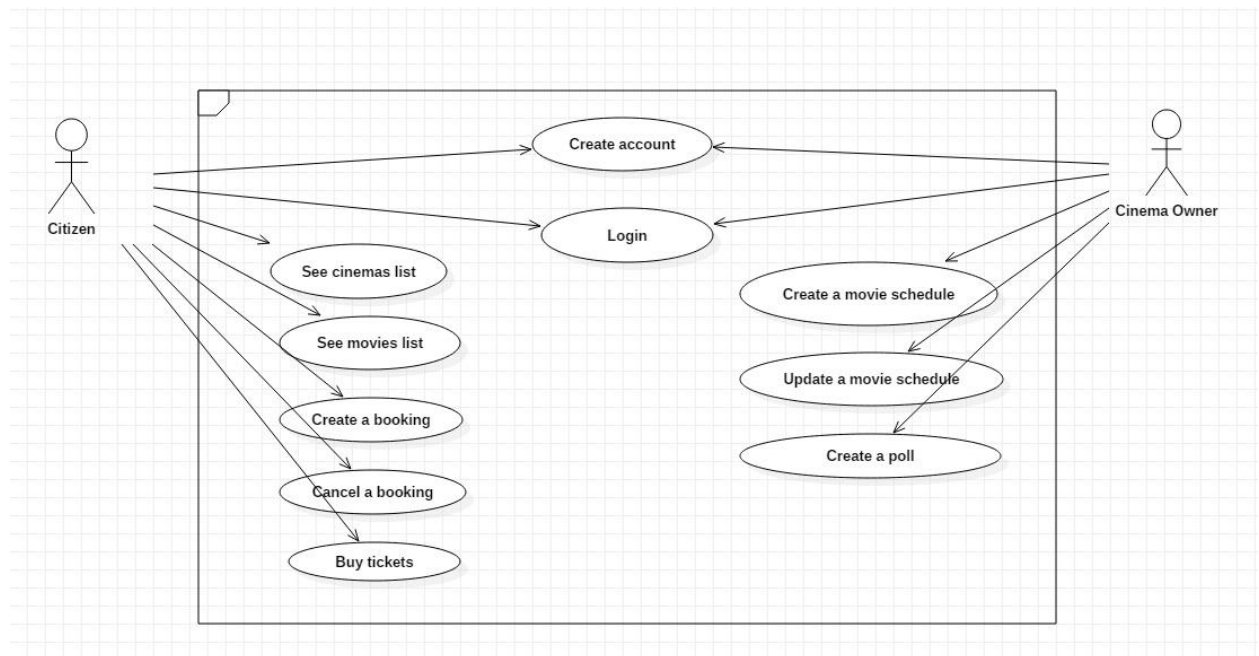 Create account
Citizen
Cinema Owner
Login
See cinemas list
Create a movie schedule
See movies list
Update a movie schedule
Create a booking
Create a poll
Cancel a booking
Buy tickets